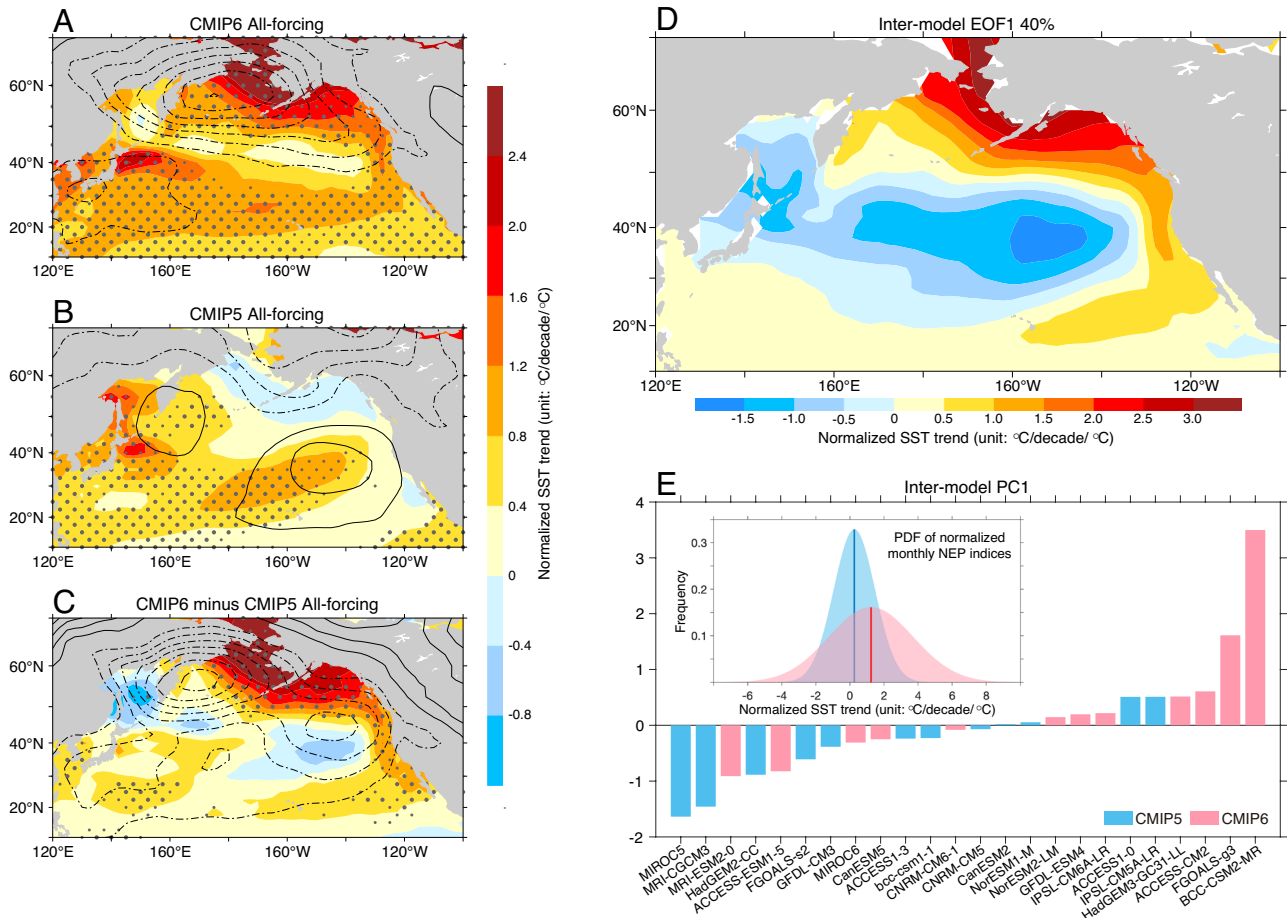 A
CMIP6 All-forcing
60°N
40°N
20°N
120°E 160°E 160°W 120°W
B
CMIP5 All-forcing
60°N
40°N
20°N
120°E 160°E 160°W 120°W
C
CMIP6 minus CMIP5 All-forcing
60°N
40°N
20°N
120°E 160°E 160°W 120°W
2.4
2.0
1.6
1.2
0.8
0.4
0
-0.4
-0.8
Normalized SST trend (unit: °C/decade/ °C)
D
Inter-model EOF1 40%
60°N
40°N
20°N
120°E 160°E 160°W 120°W
-1.5 -1.0 -0.5 0 0.5 1.0 1.5 2.0 2.5 3.0
Normalized SST trend (unit: °C/decade/ °C)
E
Inter-model PC1
4
3
2
1
0
-1
-2
PDF of normalized
monthly NEP indices
Frequency
0.3
0.1
-6 -4 -2 0 2 4 6 8
Normalized SST trend (unit: °C/decade/ °C)
CMIP5
CMIP6
MIROC5
MRI-CGCM3
MRI-ESM2-0
HadGEM2-CC
ACCESS-ESM1-5
FGOALS-s2
GFDL-CM3
MIROC6
CanESM5
ACCESS1-3
bcc-csm1-1
CNRM-CM6-1
CNRM-CM5
CanESM2
NorESM1-M
NorESM2-LM
GFDL-ESM4
IPSL-CM6A-LR
ACCESS1-0
IPSL-CM5A-LR
HadGEM3-GC31-LL
ACCESS-CM2
FGOALS-g3
BCC-CSM2-MR